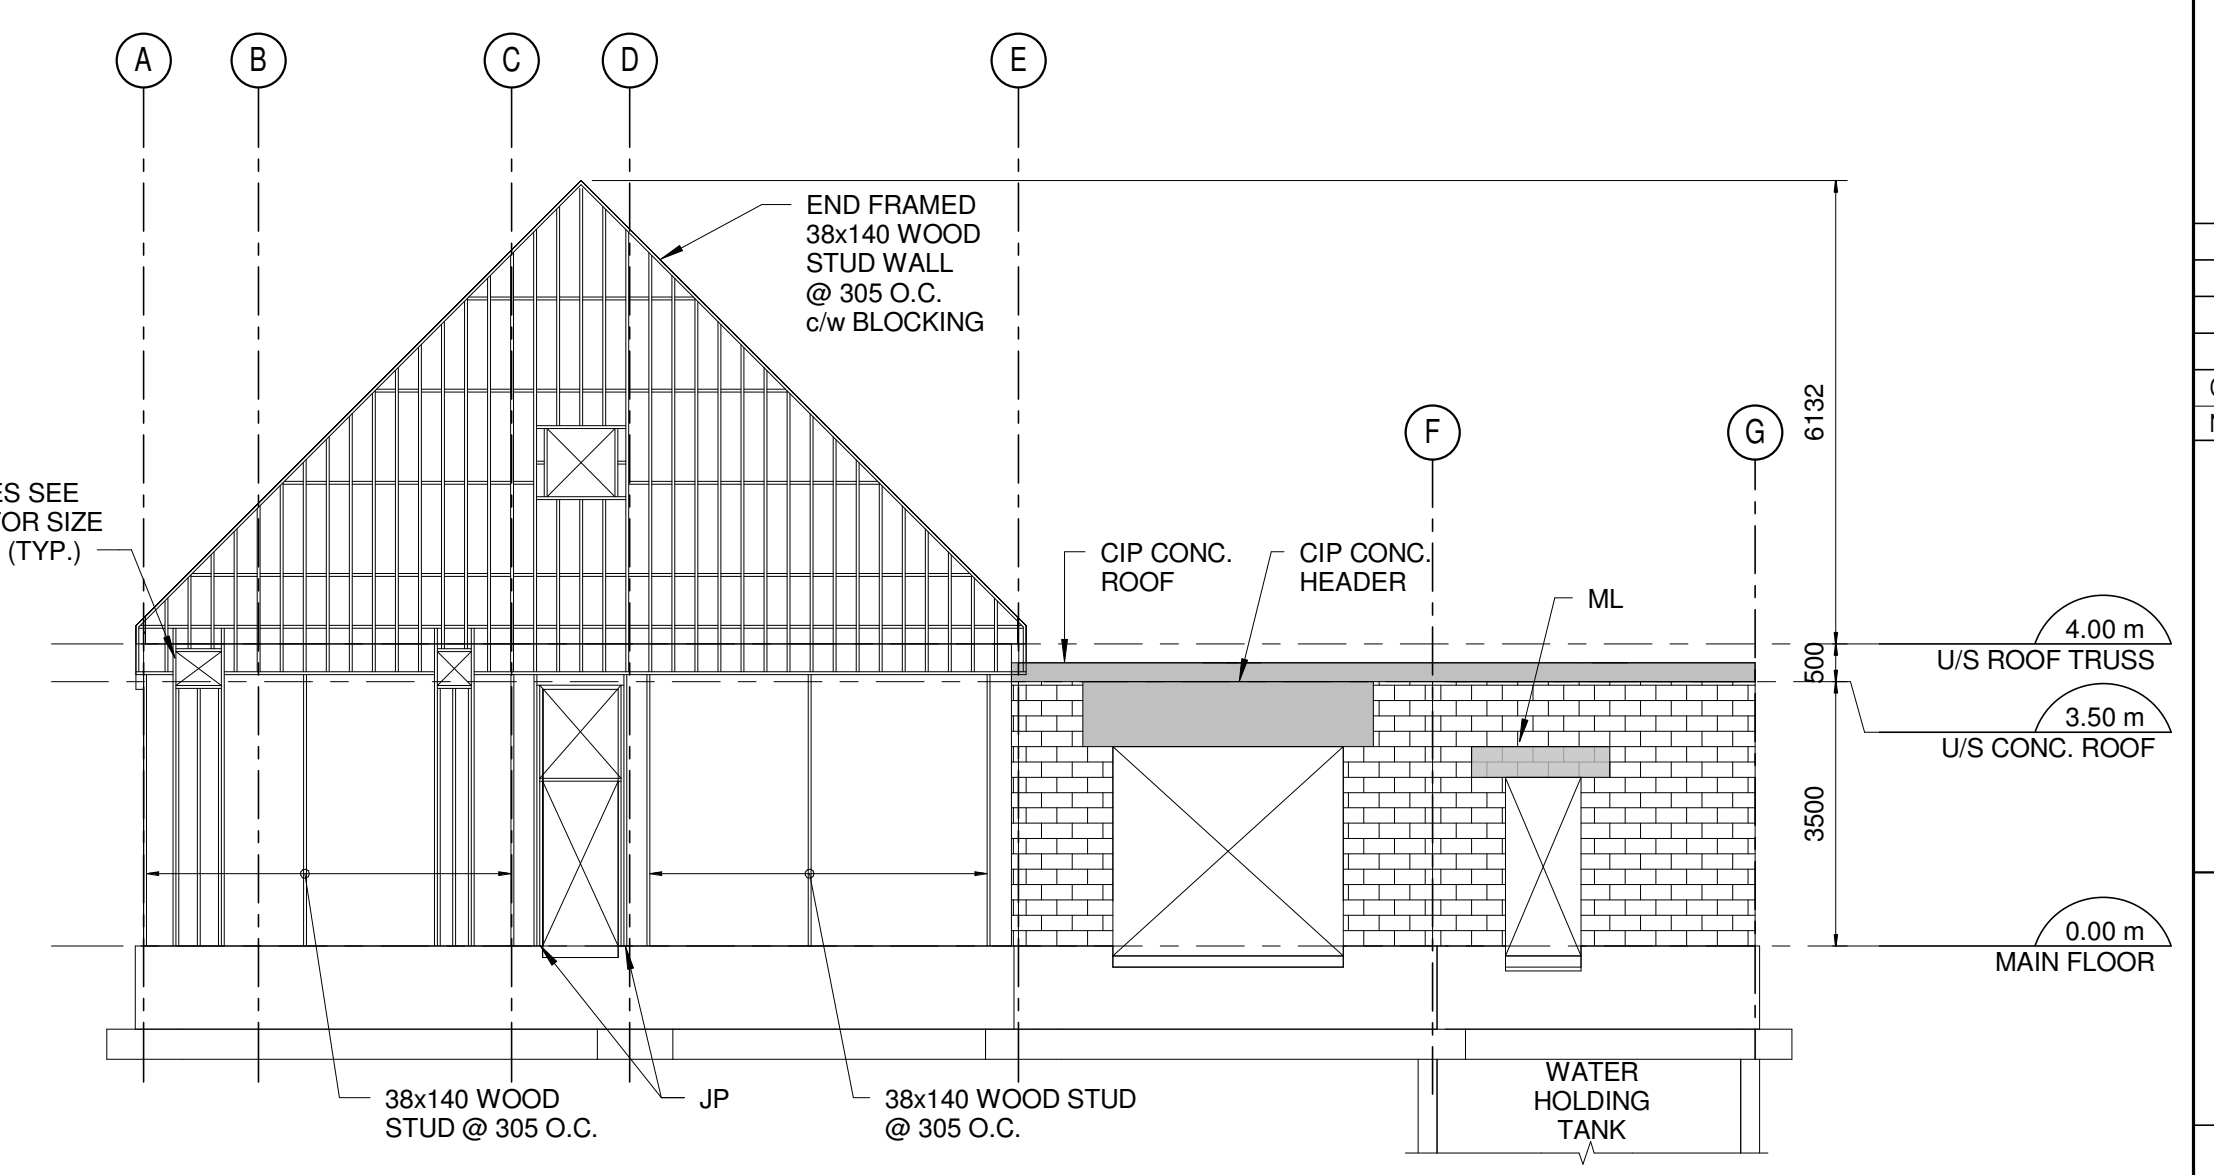 A
B
C
D
E
END FRAMED
38x140 WOOD
STUD WALL
@ 305 O.C.
c/w BLOCKING
6132
F
G
SEE
SIZE
(TYP.)
CIP CONC.
ROOF
CIP CONC.
HEADER
ML
4.00 m
U/S ROOF TRUSS
500
3.50 m
U/S CONC. ROOF
3500
0.00 m
MAIN FLOOR
38x140 WOOD
STUD @ 305 O.C.
JP
38x140 WOOD STUD
@ 305 O.C.
WATER
HOLDING
TANK